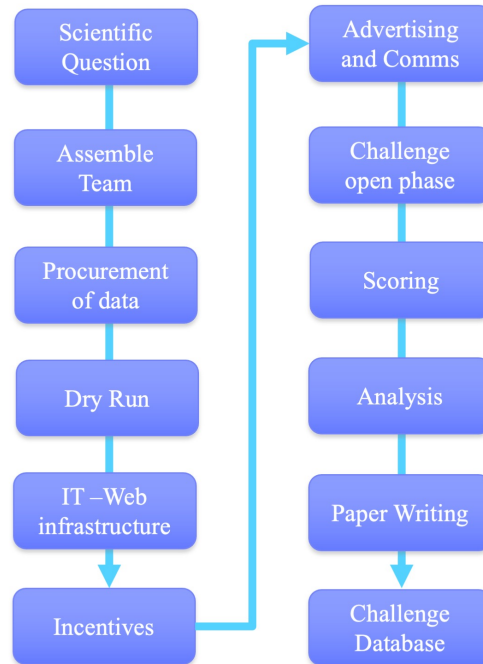 Scientific
Question
Assemble
Team
Procurement
of data
Dry Run
IT –Web
infrastructure
Incentives
Advertising
and Comms
Challenge
open phase
Scoring
Analysis
Paper Writing
Challenge
Database